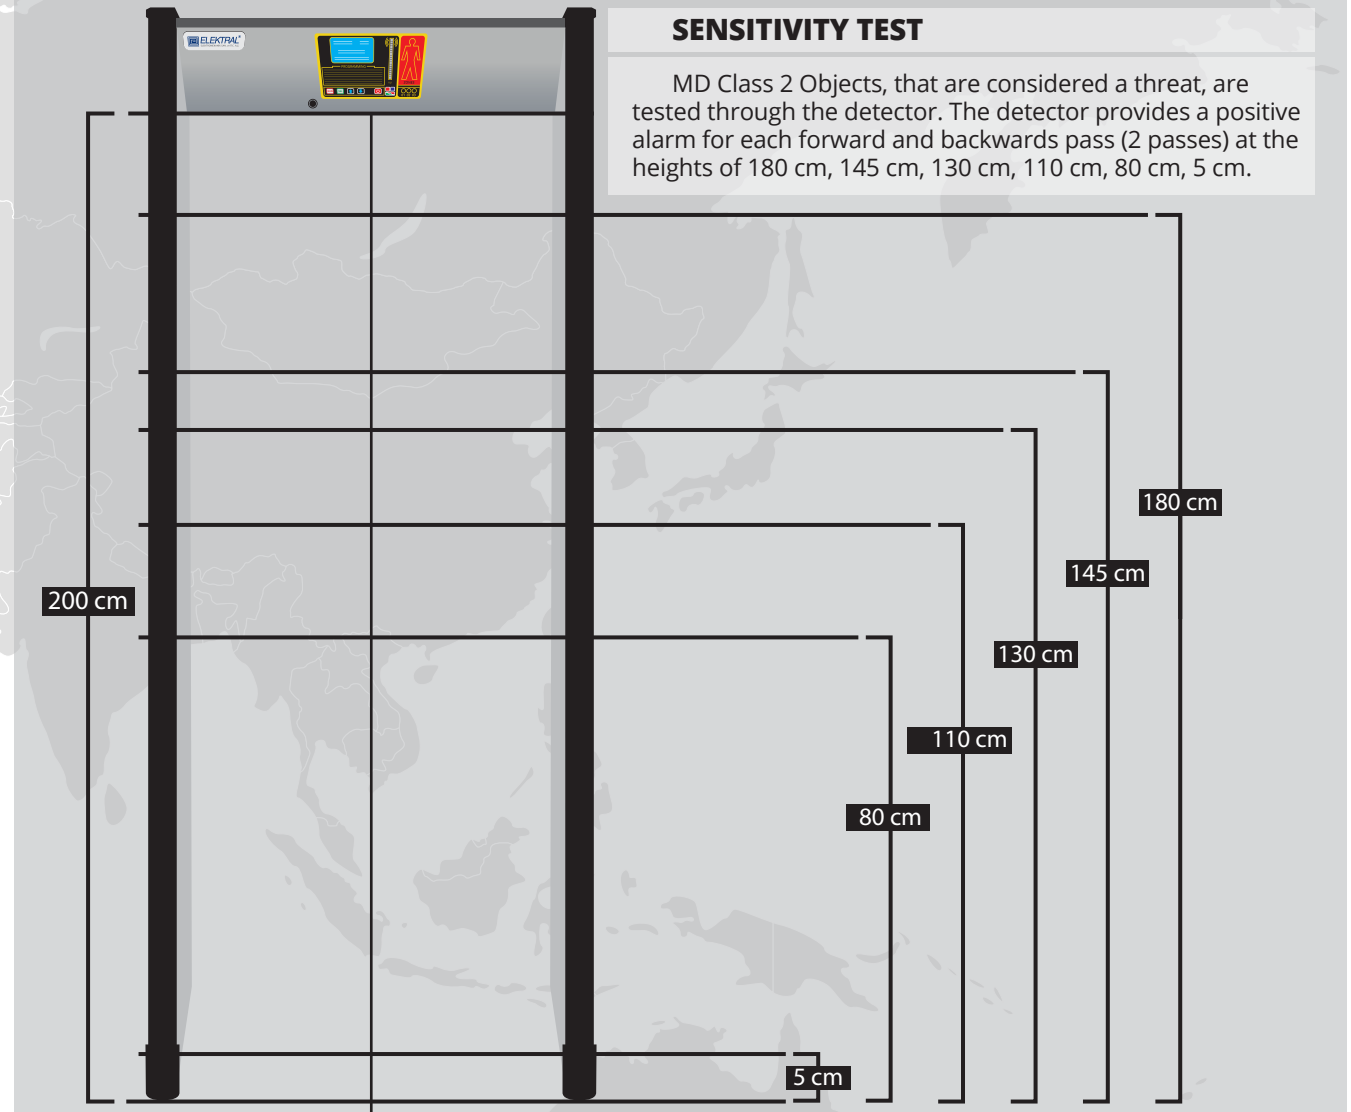 ELEKTRAL
SENSITIVITY TEST
MD Class 2 Objects, that are considered a threat, are
tested through the detector. The detector provides a positive
alarm for each forward and backwards pass (2 passes) at the
heights of 180 cm, 145 cm, 130 cm, 110 cm, 80 cm, 5 cm.
180 cm
145 cm
200 cm
130 cm
110 cm
80 cm
5 cm